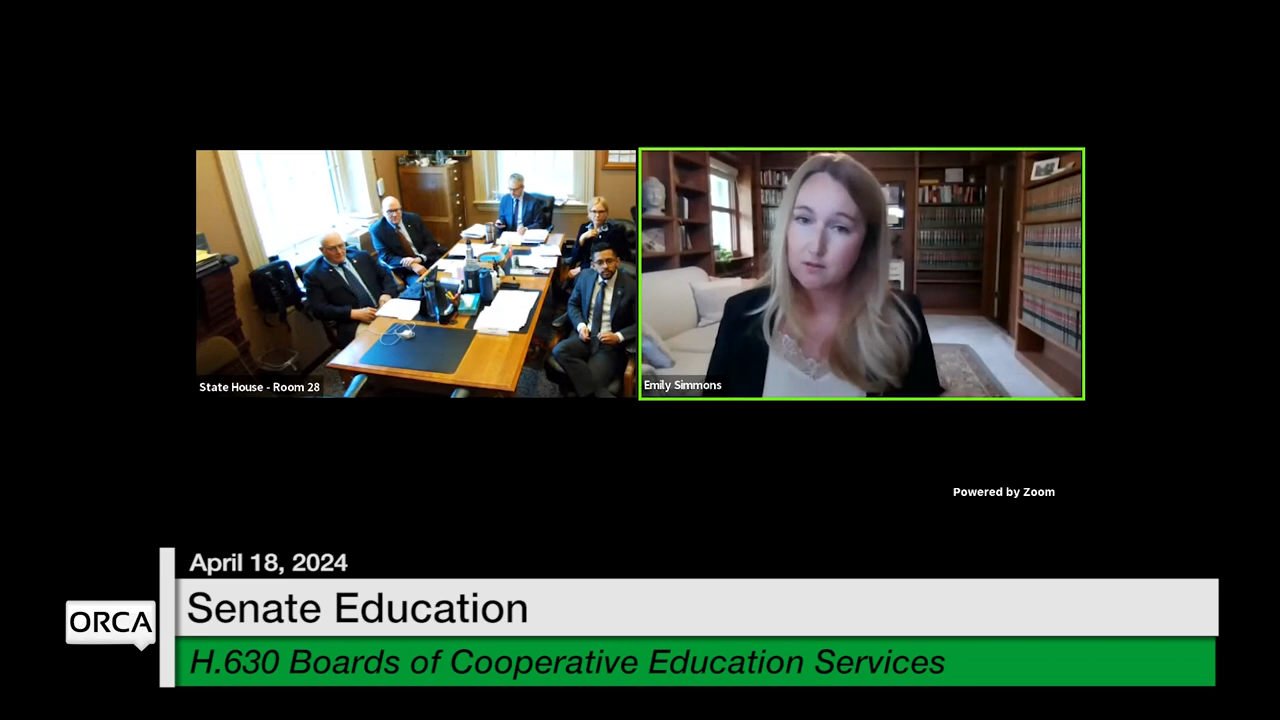 State House - Room 28
Emily Simmons
Powered by Zoom
April 18, 2024
ORCA
Senate Education
H.630 Boards of Cooperative Education Services